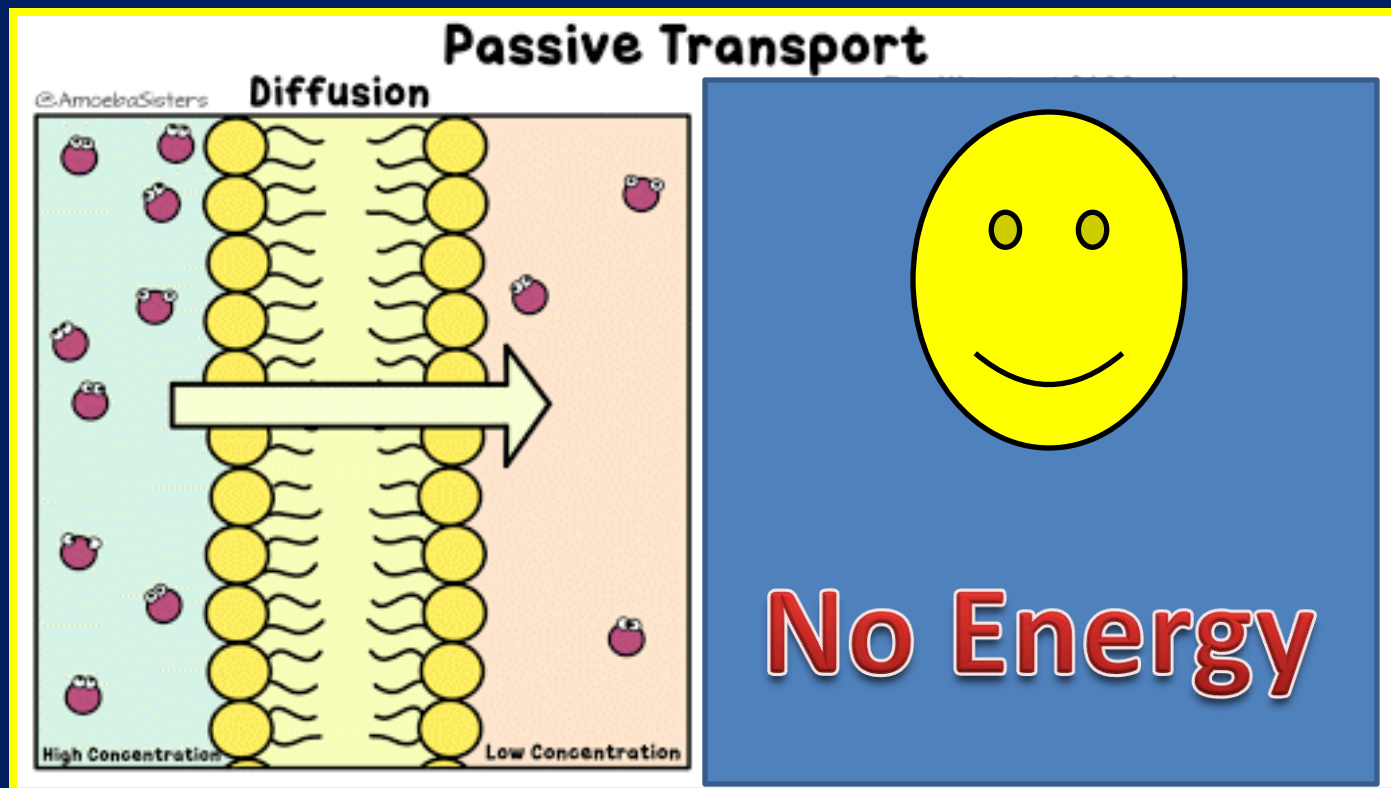 Passive Transport
@AmoebaSisters
Diffusion
High Concentration
Low Concentration
No Energy